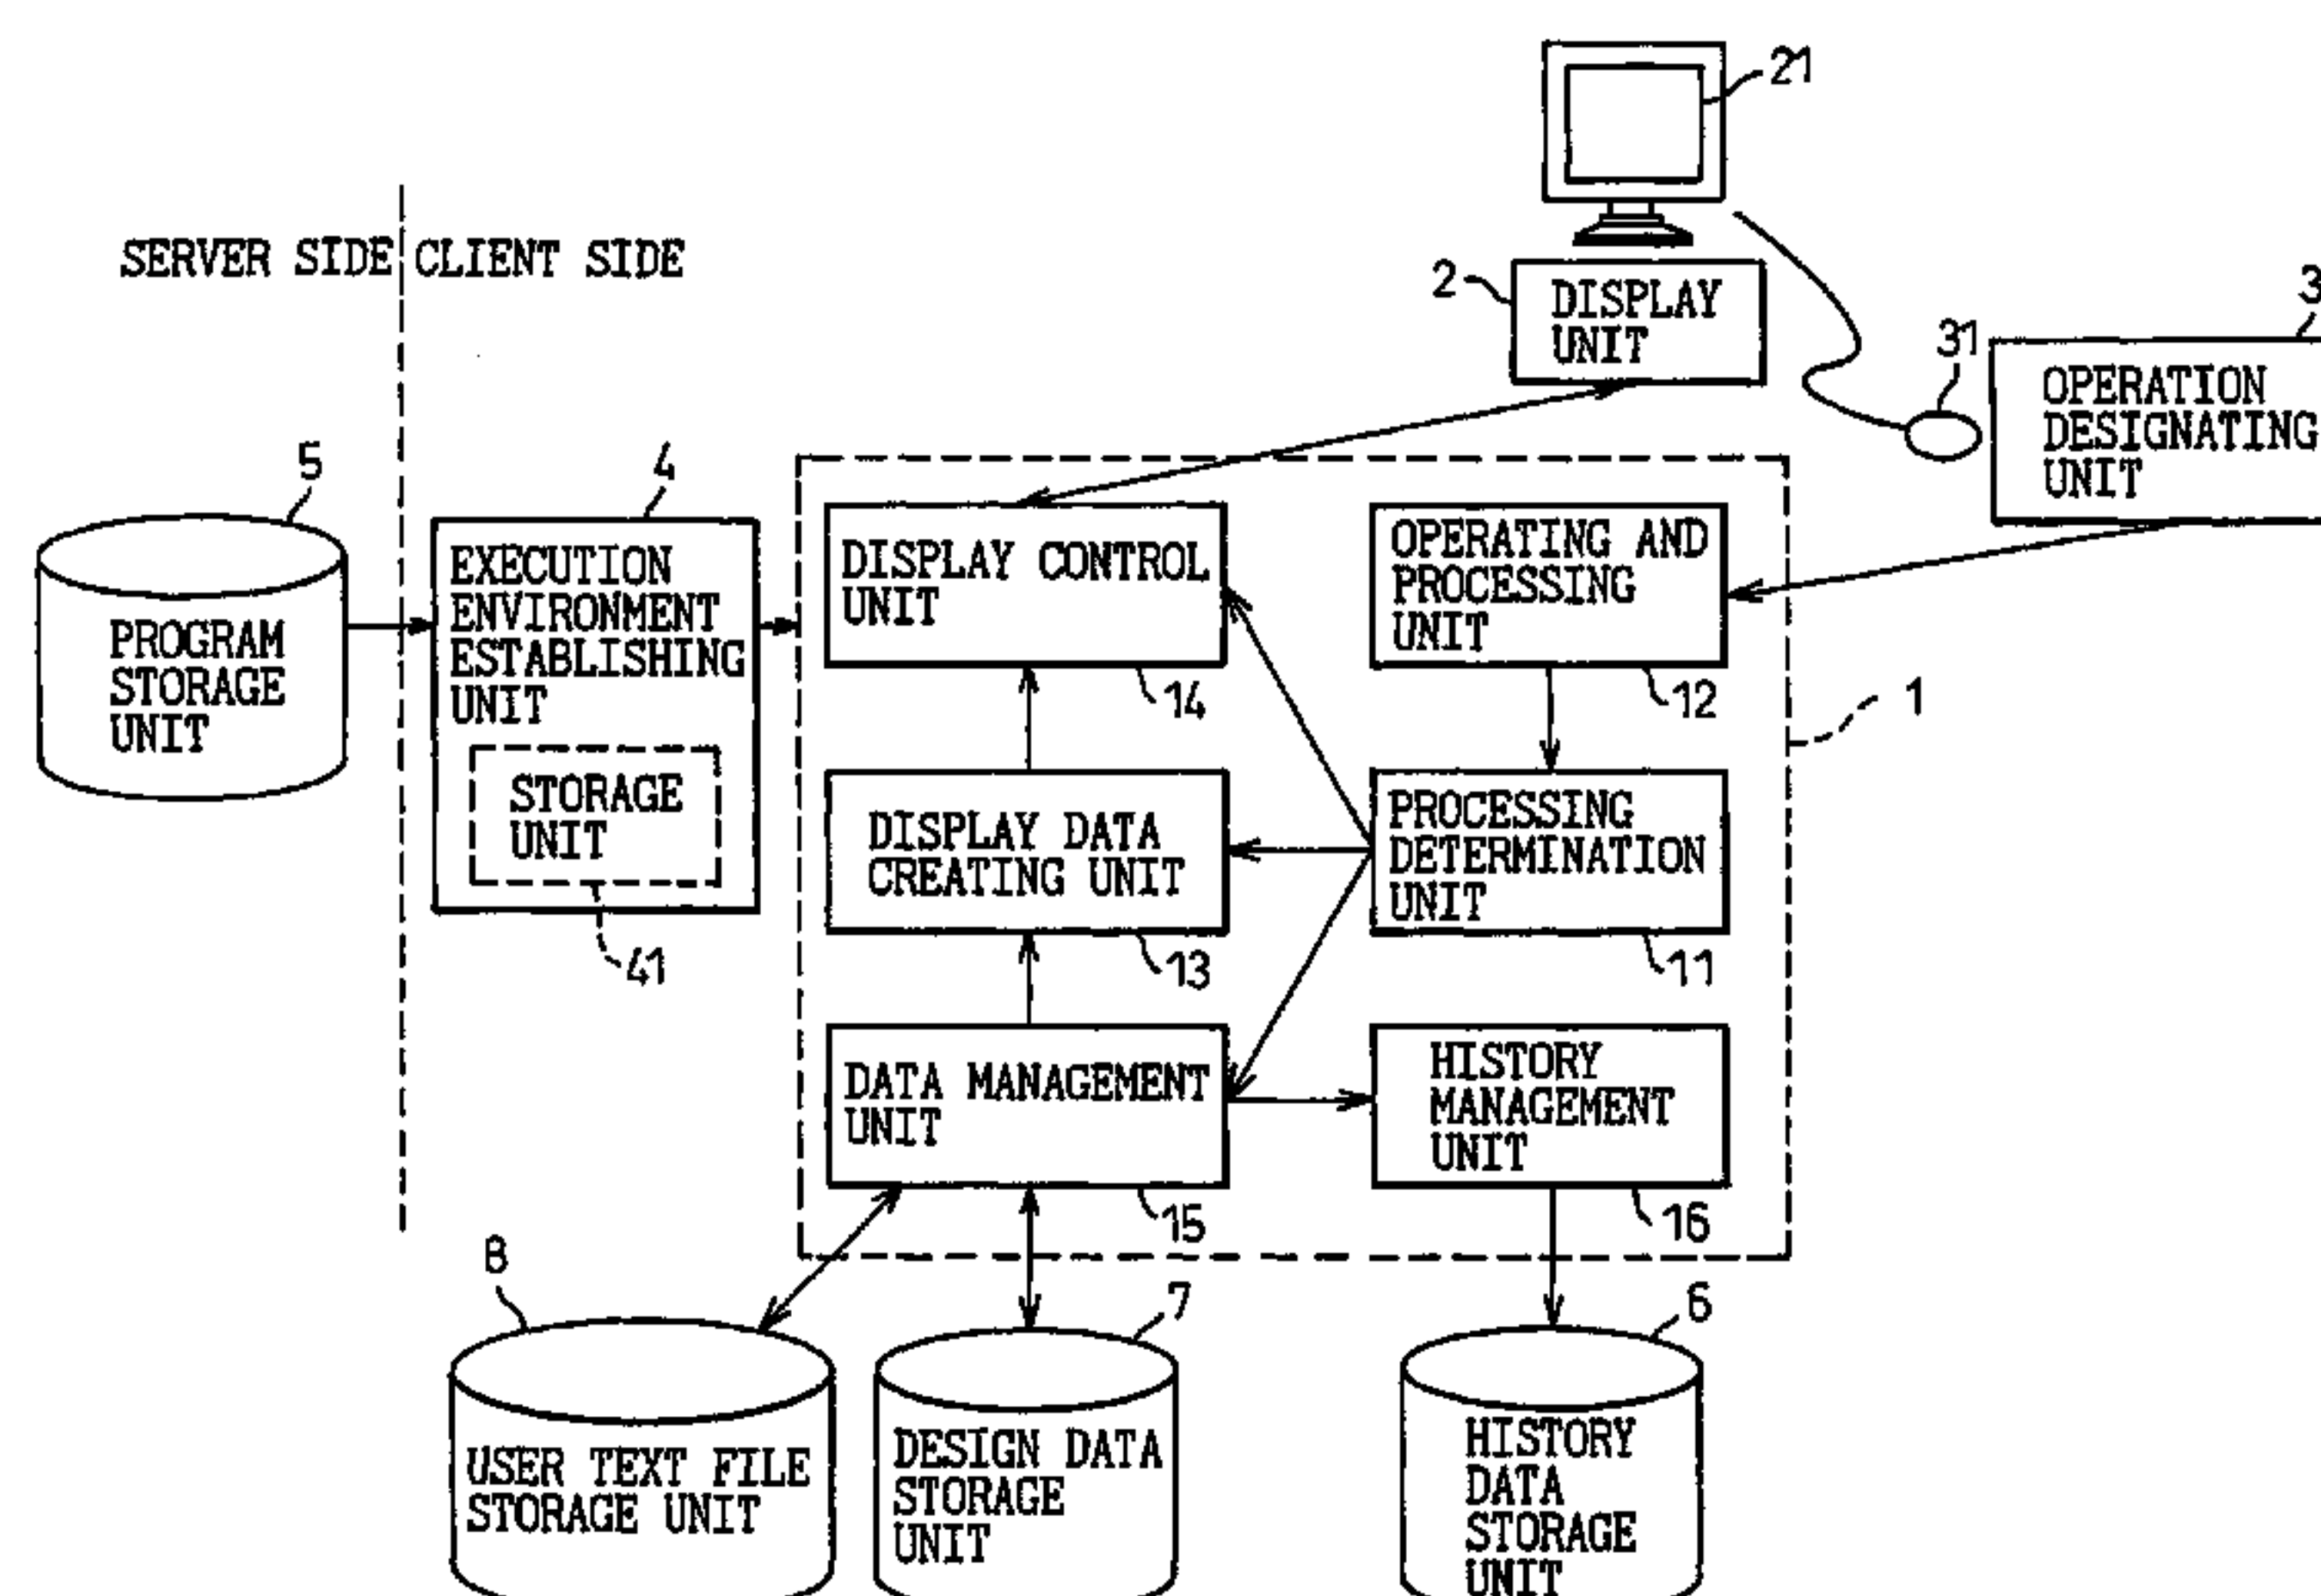 21
SERVER SIDE
CLIENT SIDE
2
DISPLAY
UNIT
3
31
OPERATION
DESIGNATING
UNIT
5
4
PROGRAM
STORAGE
UNIT
EXECUTION
ENVIRONMENT
ESTABLISHING
UNIT
STORAGE
UNIT
41
DISPLAY CONTROL
UNIT
14
OPERATING AND
PROCESSING
UNIT
12
1
DISPLAY DATA
CREATING UNIT
13
PROCESSING
DETERMINATION
UNIT
11
DATA MANAGEMENT
UNIT
15
HISTORY
MANAGEMENT
UNIT
16
8
USER TEXT FILE
STORAGE UNIT
7
DESIGN DATA
STORAGE
UNIT
6
HISTORY
DATA
STORAGE
UNIT